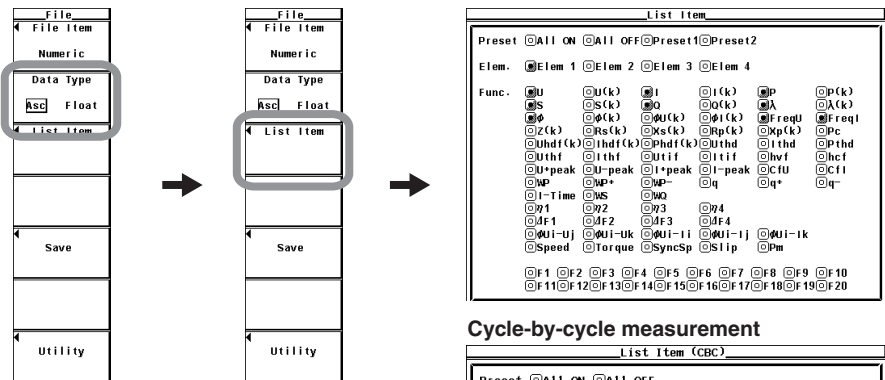 File
File Item
Numeric
Data Type
Asc Float
List Item
Save
Utility
File
File Item
Numeric
Data Type
Asc Float
List Item
Save
Utility
List Item
Preset All ON All OFF Preset1 Preset2
Elem. Elem 1 Elem 2 Elem 3 Elem 4
Func. U U(k) I I(k) P P(k)
S S(k) Q Q(k) λ λ(k)
ϕ ϕ(k) ϕU(k) ϕI(k) FreqU FreqI
Z(k) Rs(k) Xs(k) Rp(k) Xp(k) Pc
Uhdf(k) Ihdf(k) Phdf(k) Uthd Ithd Pthd
Uthf Ithf Utif Itif hvf hcf
U+peak U-peak I+peak I-peak CfU CfI
WP WP+ WP- q q+ q-
I-Time WS WQ
η1 η2 η3 η4
ΔF1 ΔF2 ΔF3 ΔF4
ϕUi-Uj ϕUi-Uk ϕUi-Ii ϕUi-Ij ϕUi-Ik
Speed Torque SyncSp Slip Pm
F1 F2 F3 F4 F5 F6 F7 F8 F9 F10
F11 F12 F13 F14 F15 F16 F17 F18 F19 F20
Cycle-by-cycle measurement
List Item (CBC)
Preset All ON All OFF